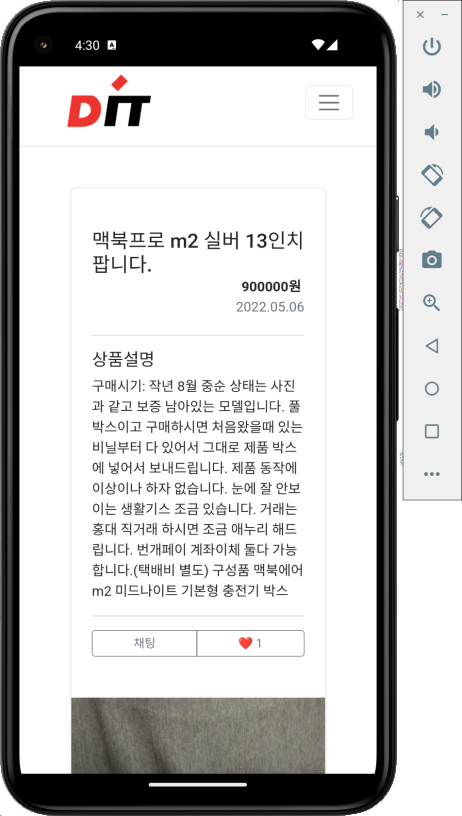 4:30
DIT
맥북프로 m2 실버 13인치
팝니다.
900000원
2022.05.06
상품설명
구매시기: 작년 8월 중순 상태는 사진
과 같고 보증 남아있는 모델입니다. 풀
박스이고 구매하시면 처음왔을때 있는
비닐부터 다 있어서 그대로 제품 박스
에 넣어서 보내드립니다. 제품 동작에
이상이나 하자 없습니다. 눈에 잘 안보
이는 생활기스 조금 있습니다. 거래는
홍대 직거래 하시면 조금 애누리 해드
립니다. 번개페이 계좌이체 둘다 가능
합니다.(택배비 별도) 구성품 맥북에어
m2 미드나이트 기본형 충전기 박스
채팅 ❤️ 1